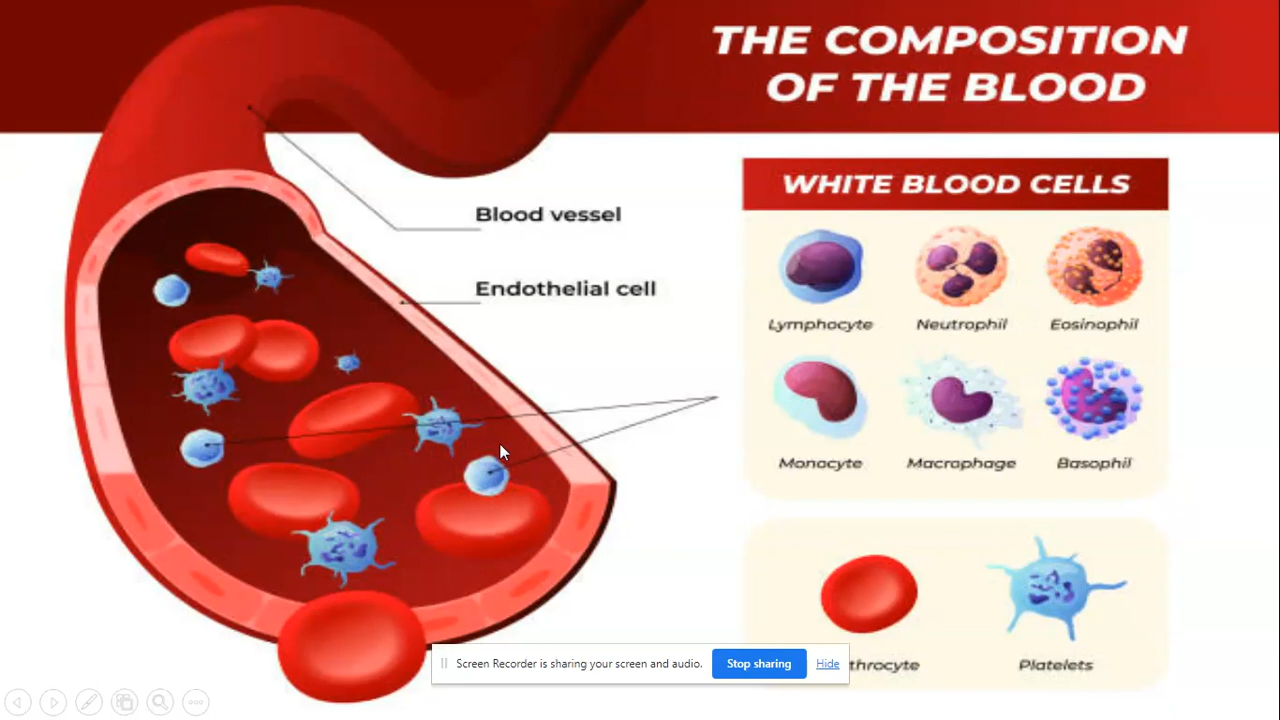 THE COMPOSITION
OF THE BLOOD
Blood vessel
Endothelial cell
WHITE BLOOD CELLS
Lymphocyte Neutrophil Eosinophil
Monocyte Macrophage Basophil
throcyte Platelets
Screen Recorder is sharing your screen and audio. Stop sharing Hide